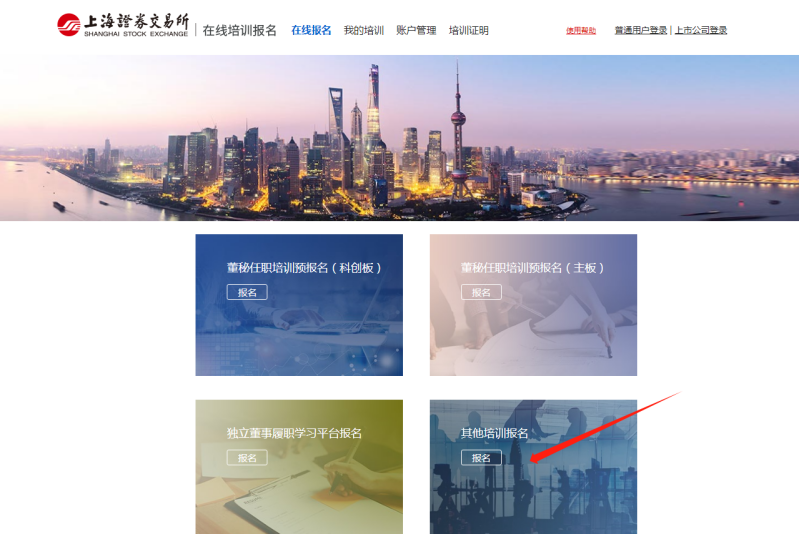 上海證券交易所
SHANGHAI STOCK EXCHANGE
在线培训报名
在线报名 我的培训 账户管理 培训证明
使用帮助 普通用户登录 | 上市公司登录
董秘任职培训预报名（科创板）
报名
董秘任职培训预报名（主板）
报名
独立董事履职学习平台报名
报名
其他培训报名
报名